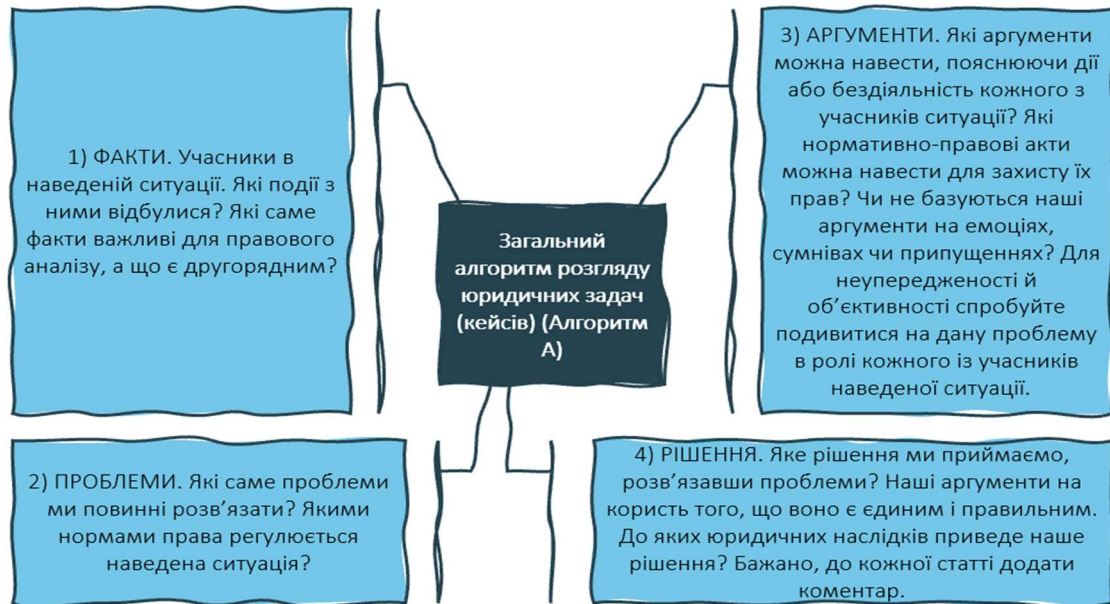 1) ФАКТИ. Учасники в
наведеній ситуації. Які події з
ними відбулися? Які саме
факти важливі для правового
аналізу, а що є другорядним?
2) ПРОБЛЕМИ. Які саме проблеми
ми повинні розв’язати? Якими
нормами права регулюється
наведена ситуація?
Загальний
алгоритм розгляду
юридичних задач
(кейсів) (Алгоритм
А)
3) АРГУМЕНТИ. Які аргументи
можна навести, пояснюючи дії
або бездіяльність кожного з
учасників ситуації? Які
нормативно-правові акти
можна навести для захисту їх
прав? Чи не базуються наші
аргументи на емоціях,
сумнівах чи припущеннях? Для
неупередженості й
об’єктивності спробуйте
подивитися на дану проблему
в ролі кожного із учасників
наведеної ситуації.
4) РІШЕННЯ. Яке рішення ми приймаємо,
розв’язавши проблеми? Наші аргументи на
користь того, що воно є єдиним і правильним.
До яких юридичних наслідків приведе наше
рішення? Бажано, до кожної статті додати
коментар.